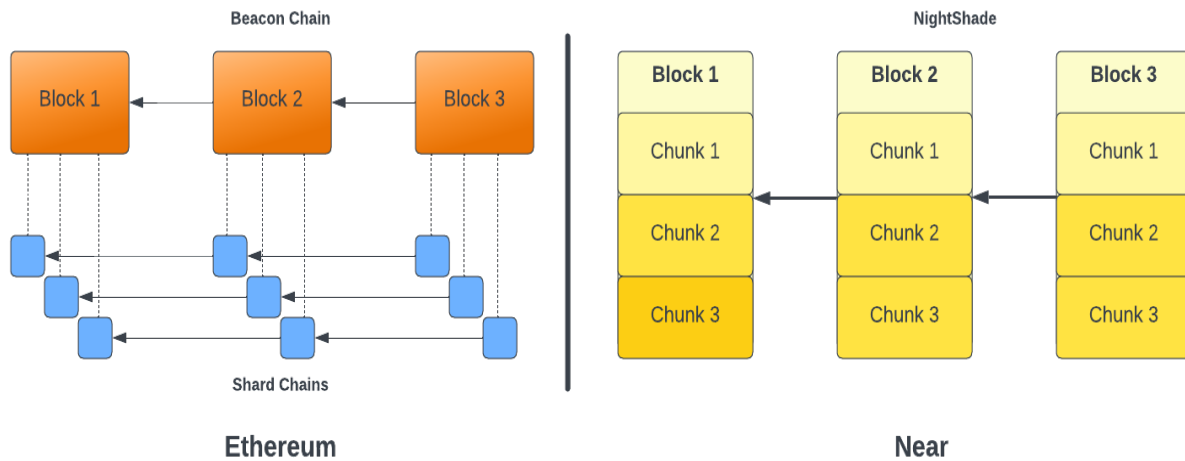 Beacon Chain
Block 1
Block 2
Block 3
Shard Chains
Ethereum
NightShade
Block 1
Block 2
Block 3
Chunk 1
Chunk 1
Chunk 1
Chunk 2
Chunk 2
Chunk 2
Chunk 3
Chunk 3
Chunk 3
Near